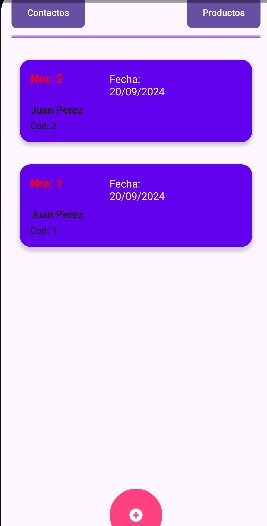 Contactos Productos
Nro: 2 Fecha:
20/09/2024
Juan Perez
Cod: 2
Nro: 1 Fecha:
20/09/2024
Juan Perez
Cod: 1